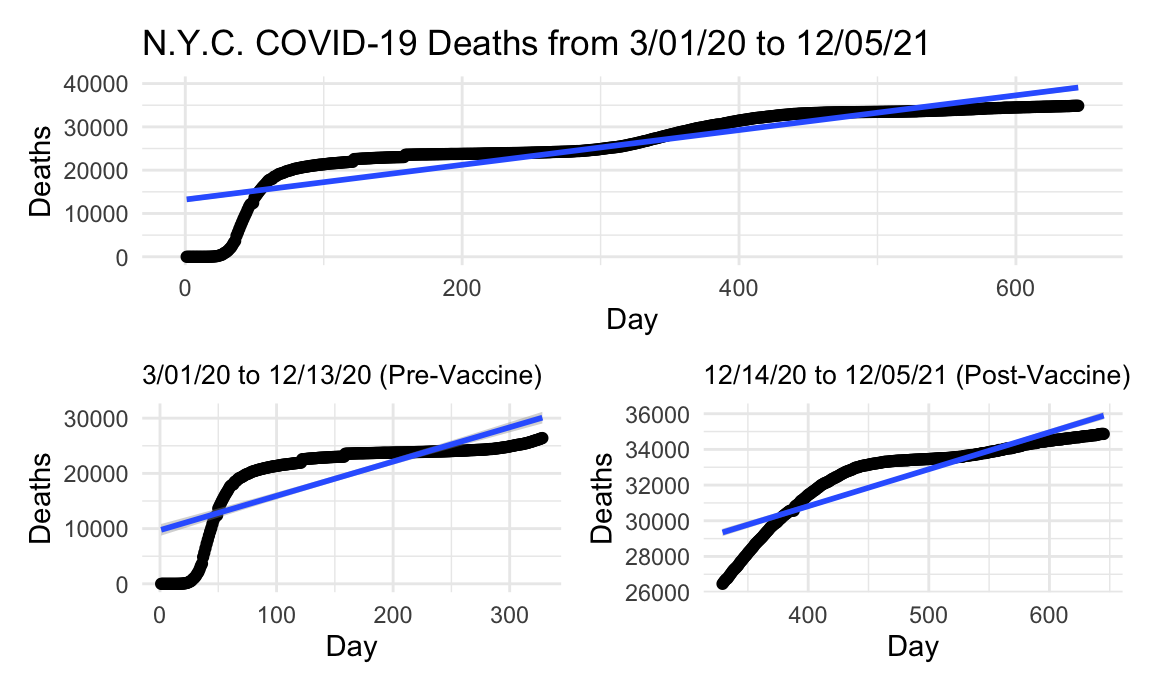 N.Y.C. COVID-19 Deaths from 3/01/20 to 12/05/21
40000
30000
20000
10000
0
Deaths
0 200 400 600
Day
3/01/20 to 12/13/20 (Pre-Vaccine)
30000
20000
10000
0
Deaths
0 100 200 300
Day
12/14/20 to 12/05/21 (Post-Vaccine)
36000
34000
32000
30000
28000
26000
Deaths
400 500 600
Day